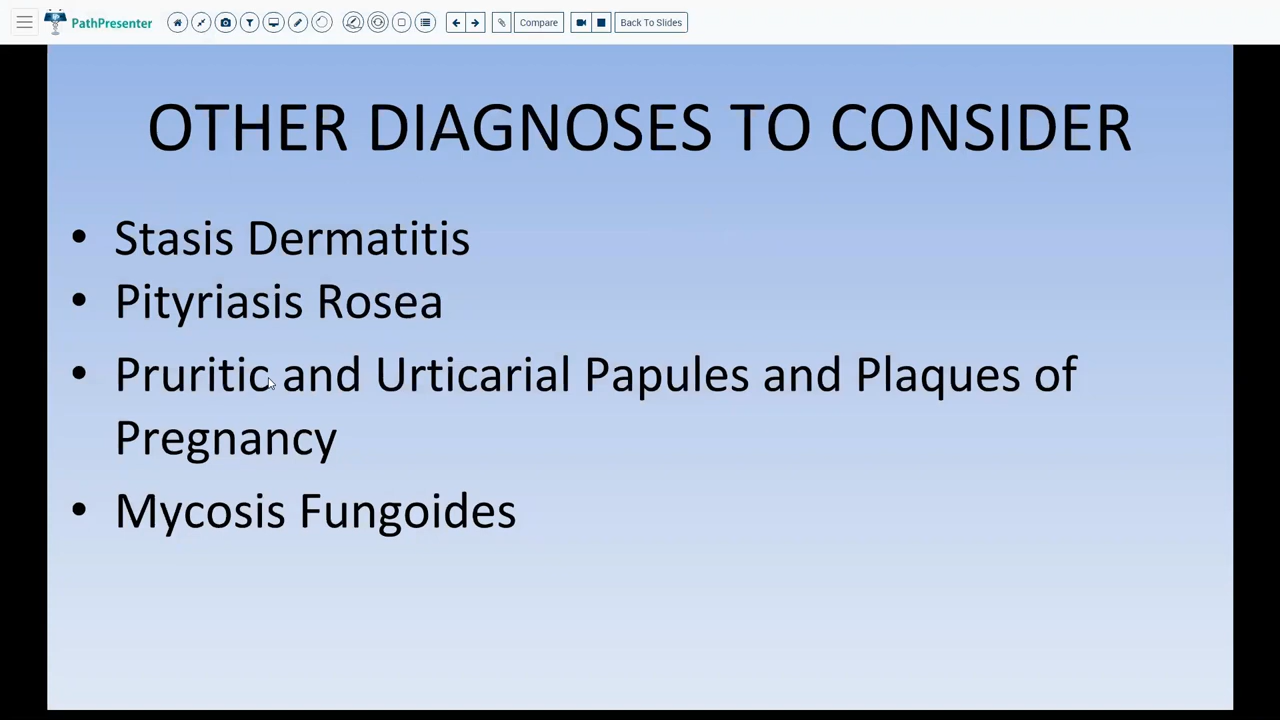 PathPresenter
Compare
Back To Slides
OTHER DIAGNOSES TO CONSIDER
• Stasis Dermatitis
• Pityriasis Rosea
• Pruritic and Urticarial Papules and Plaques of
Pregnancy
• Mycosis Fungoides